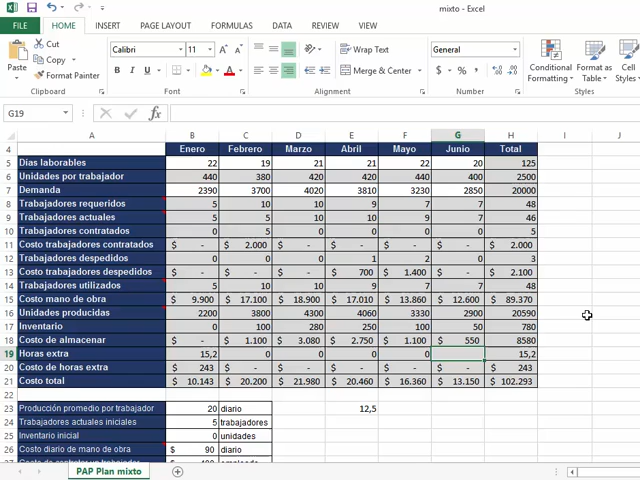 mixto - Excel
FILE HOME INSERT PAGE LAYOUT FORMULAS DATA REVIEW VIEW
Cut
Copy
Format Painter
Paste
Clipboard
Calibri 11
B I U
Font
Wrap Text
Merge & Center
Alignment
General
$ % ,
Number
Conditional Formatting
Format as Table
Cell Styles
Styles
G19 fx
A B C D E F G H I J
4 Enero Febrero Marzo Abril Mayo Junio Total
5 Días laborables 22 19 21 21 22 20 125
6 Unidades por trabajador 440 380 420 420 440 400 2500
7 Demanda 2390 3700 4020 3810 3230 2850 20000
8 Trabajadores requeridos 5 10 10 9 7 7 48
9 Trabajadores actuales 5 5 10 10 9 7 46
10 Trabajadores contratados 0 5 0 0 0 0 5
11 Costo trabajadores contratados $ - $ 2.000 $ - $ - $ - $ - $ 2.000
12 Trabajadores despedidos 0 0 0 1 2 0 3
13 Costo trabajadores despedidos $ - $ - $ - $ 700 $ 1.400 $ - $ 2.100
14 Trabajadores utilizados 5 10 10 9 7 7 48
15 Costo mano de obra $ 9.900 $ 17.100 $ 18.900 $ 17.010 $ 13.860 $ 12.600 $ 89.370
16 Unidades producidas 2200 3800 4300 4060 3330 2900 20590
17 Inventario 0 100 280 250 100 50 780
18 Costo de almacenar $ - $ 1.100 $ 3.080 $ 2.750 $ 1.100 $ 550 8580
19 Horas extra 15,2 0 0 0 0 15,2
20 Costo de horas extra $ 243 $ - $ - $ - $ - $ - $ 243
21 Costo total $ 10.143 $ 20.200 $ 21.980 $ 20.460 $ 16.360 $ 13.150 $ 102.293
22
23 Producción promedio por trabajador 20 diario 12,5
24 Trabajadores actuales iniciales 5 trabajadores
25 Inventario inicial 0 unidades
26 Costo diario de mano de obra $ 90 diario
PAP Plan mixto